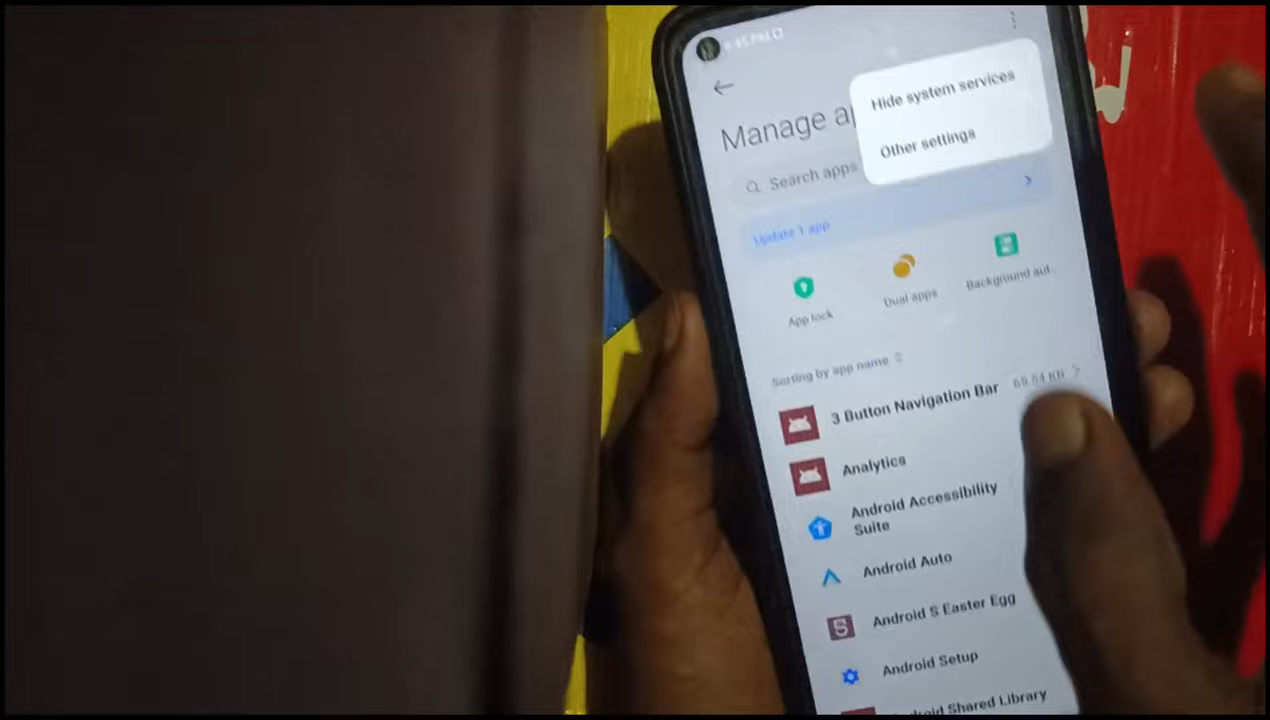 Hide system services
Manage
Other settings
Search apps
Update 1 app
App lock
Dual apps
Background aut
Sorting by app name
3 Button Navigation Bar
Analytics
Android Accessibility
Suite
Android Auto
Android S Easter Egg
Android Setup
Shared Library